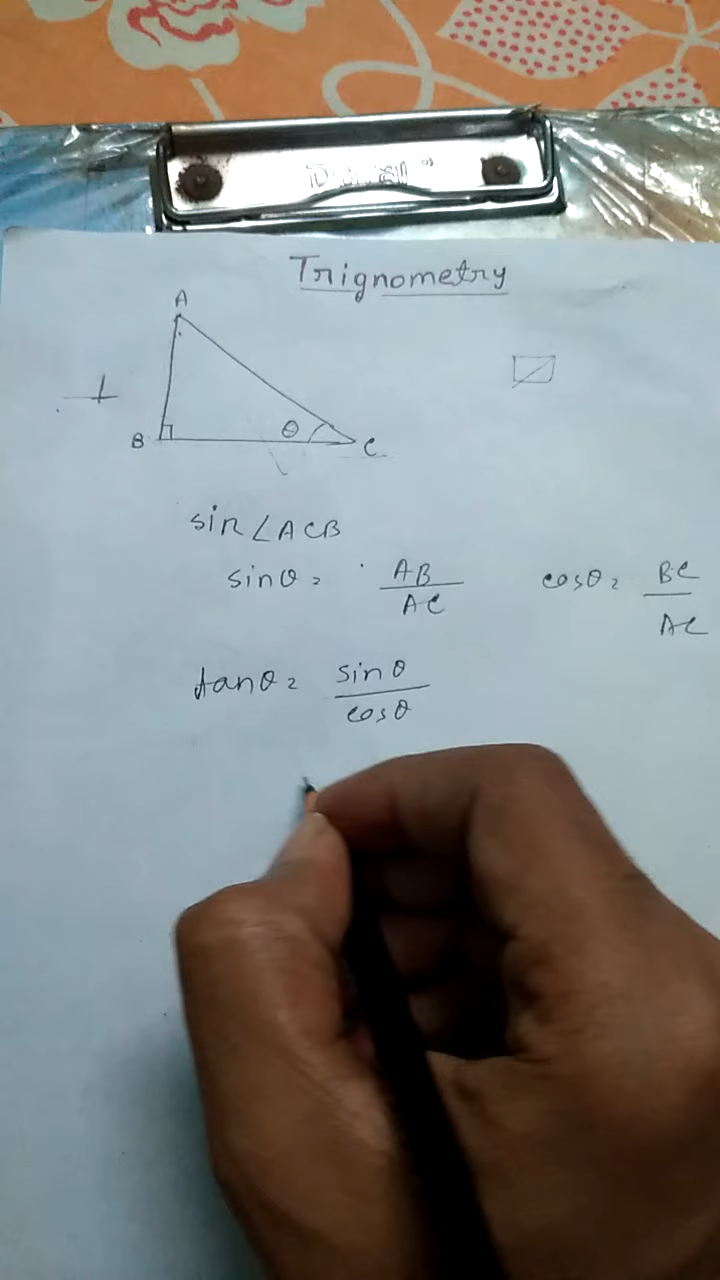 Trignometry
A
B
θ
C
sin∠ACB
sinθ = AB/AC
cosθ = BC/AC
tanθ = sinθ/cosθ